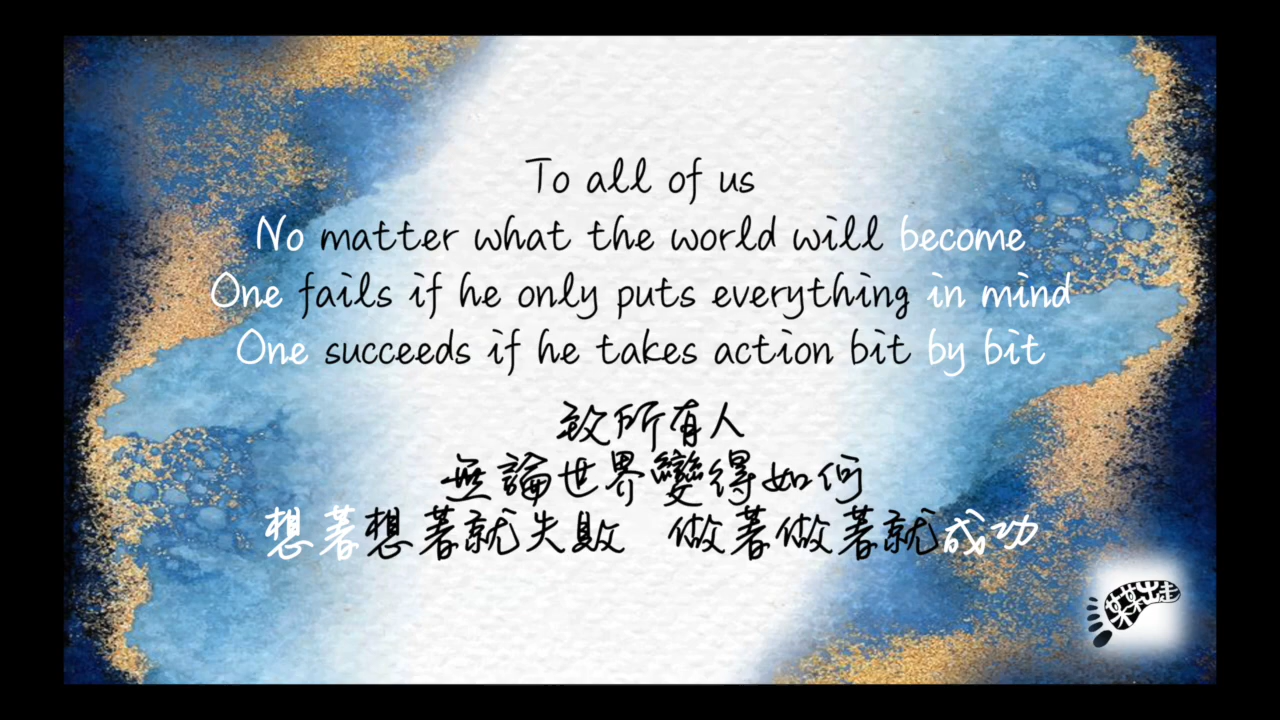 To all of us
No matter what the world will become
One fails if he only puts everything in mind
One succeeds if he takes action bit by bit
致所有人
無論世界變得如何
想著想著就失敗 做著做著就成功